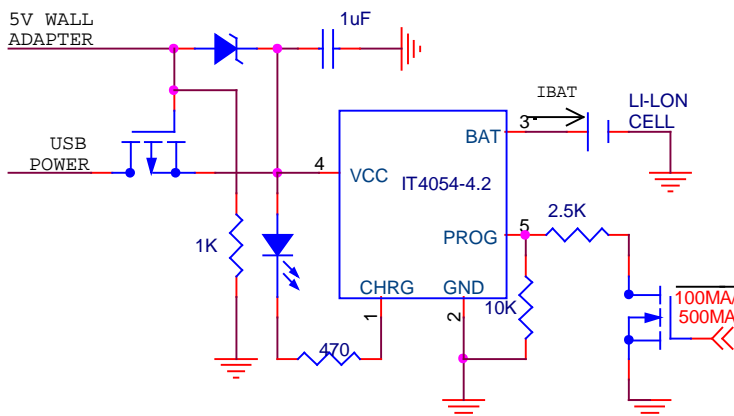 5V WALL
ADAPTER
1uF
IBAT
LI-LON
CELL
3
BAT
USB
POWER
4
VCC
IT4054-4.2
5
2.5K
PROG
1K
CHRG
GND
10K
1
2
470
100MA/
500MA